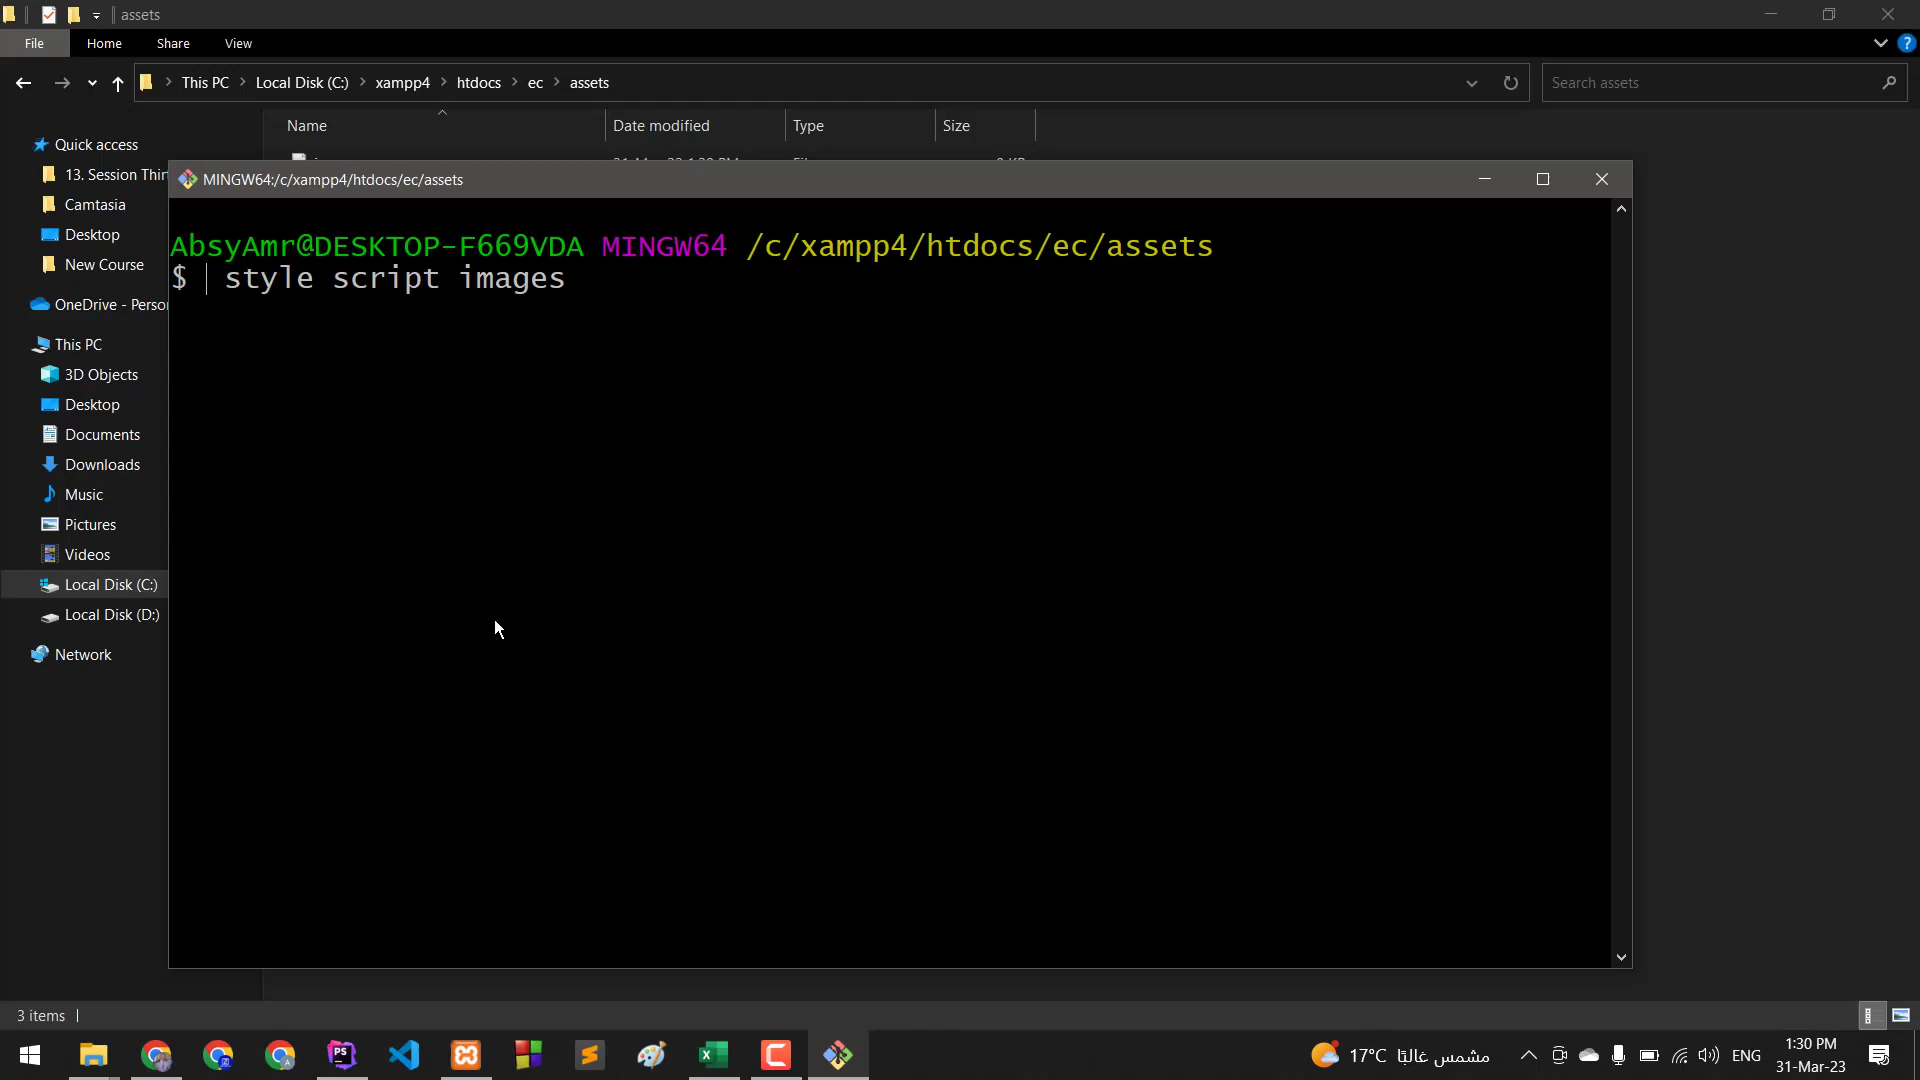 assets
File Home Share View
This PC Local Disk (C:) xampp4 htdocs ec assets
Search assets
Name Date modified Type Size
Quick access
13. Session Thir
Camtasia
Desktop
New Course
OneDrive - Perso
This PC
3D Objects
Desktop
Documents
Downloads
Music
Pictures
Videos
Local Disk (C:)
Local Disk (D:)
Network
MINGW64:/c/xampp4/htdocs/ec/assets
AbsyAmr@DESKTOP-F669VDA MINGW64 /c/xampp4/htdocs/ec/assets
$ style script images
3 items
17°C مشمس غالبًا
ENG
1:30 PM
31-Mar-23